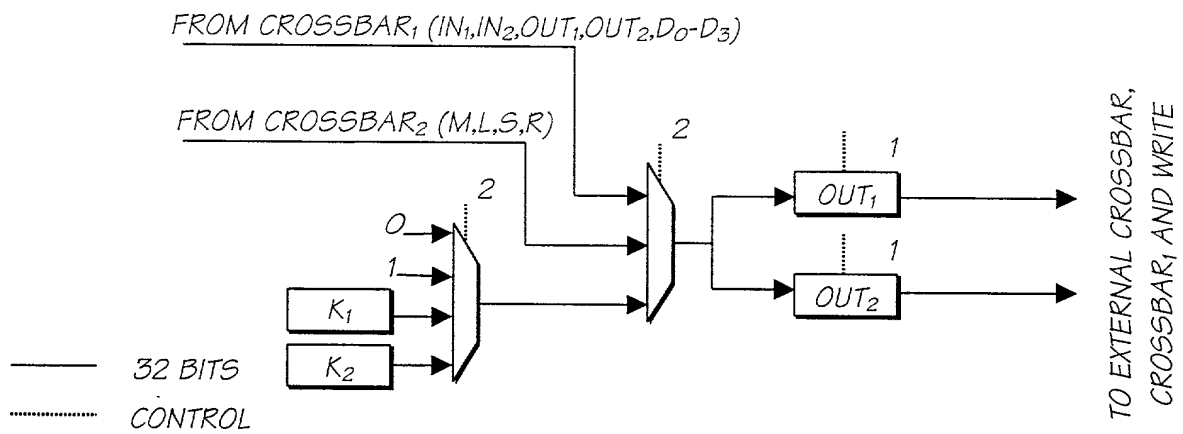 FROM CROSSBAR₁ (IN₁,IN₂,OUT₁,OUT₂,D₀-D₃)
FROM CROSSBAR₂ (M,L,S,R)
2
2
0
1
K₁
K₂
1
OUT₁
1
OUT₂
TO EXTERNAL CROSSBAR,
CROSSBAR₁ AND WRITE
32 BITS
CONTROL